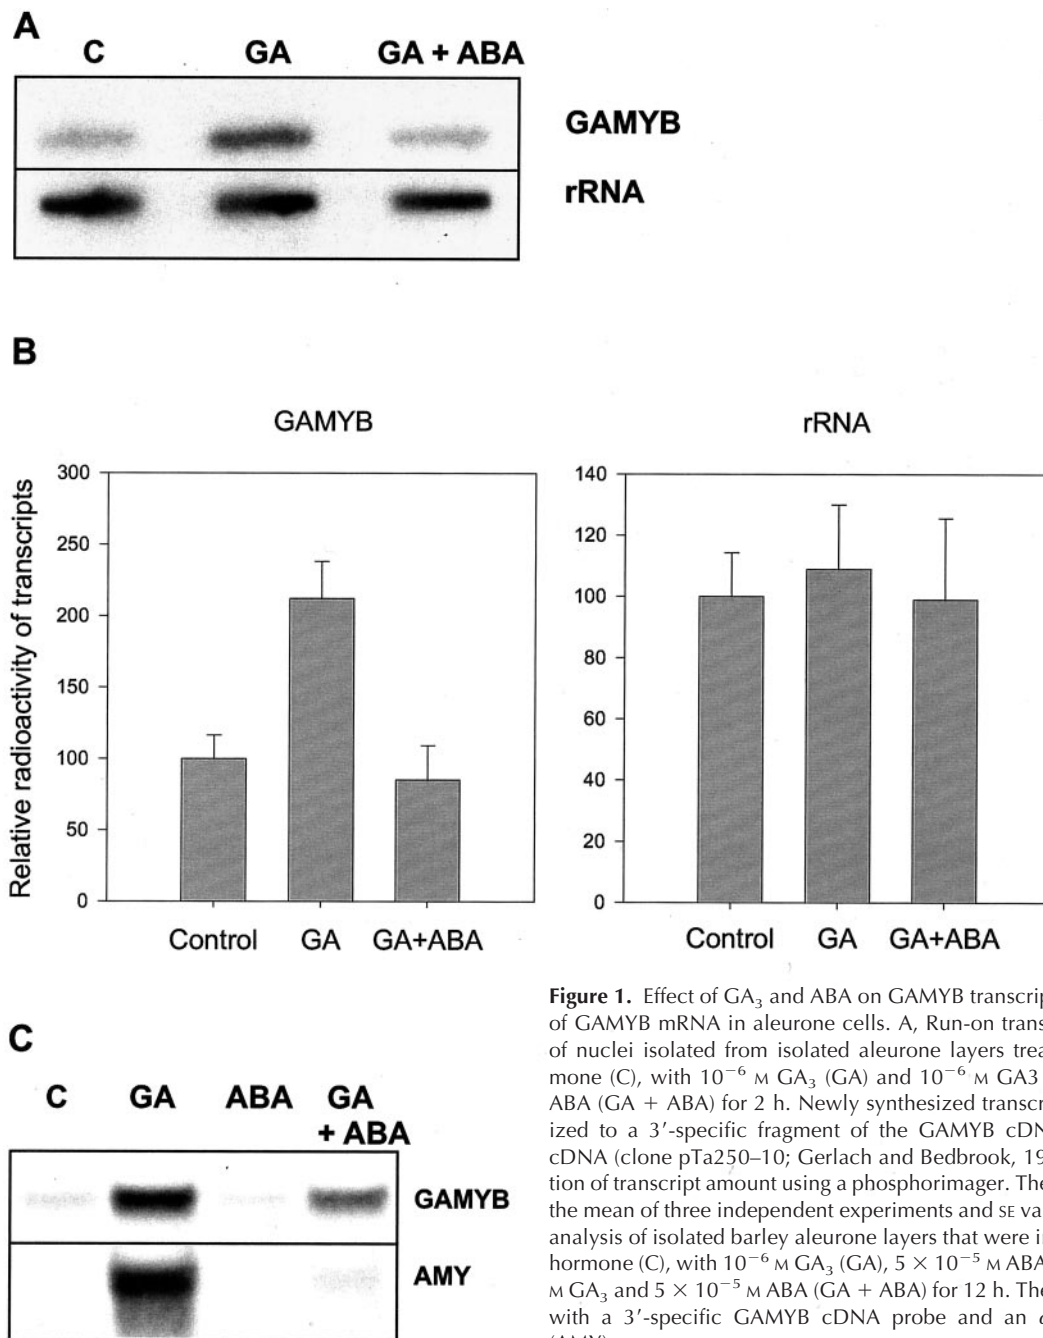 A
C GA GA + ABA
GAMYB
rRNA
B
GAMYB
rRNA
Relative radioactivity of transcripts
300
250
200
150
100
50
0
Control GA GA+ABA
140
120
100
80
60
40
20
0
Control GA GA+ABA
Figure 1. Effect of GA₃ and ABA on GAMYB transcrip
of GAMYB mRNA in aleurone cells. A, Run-on trans
of nuclei isolated from isolated aleurone layers trea
mone (C), with 10⁻⁶ M GA₃ (GA) and 10⁻⁶ M GA3
ABA (GA + ABA) for 2 h. Newly synthesized transcr
ized to a 3′-specific fragment of the GAMYB cDN
cDNA (clone pTa250–10; Gerlach and Bedbrook, 19
tion of transcript amount using a phosphorimager. The
the mean of three independent experiments and SE va
analysis of isolated barley aleurone layers that were i
hormone (C), with 10⁻⁶ M GA₃ (GA), 5 × 10⁻⁵ M ABA
M GA₃ and 5 × 10⁻⁵ M ABA (GA + ABA) for 12 h. The
with a 3′-specific GAMYB cDNA probe and an
C
C GA ABA GA
+ ABA
GAMYB
AMY